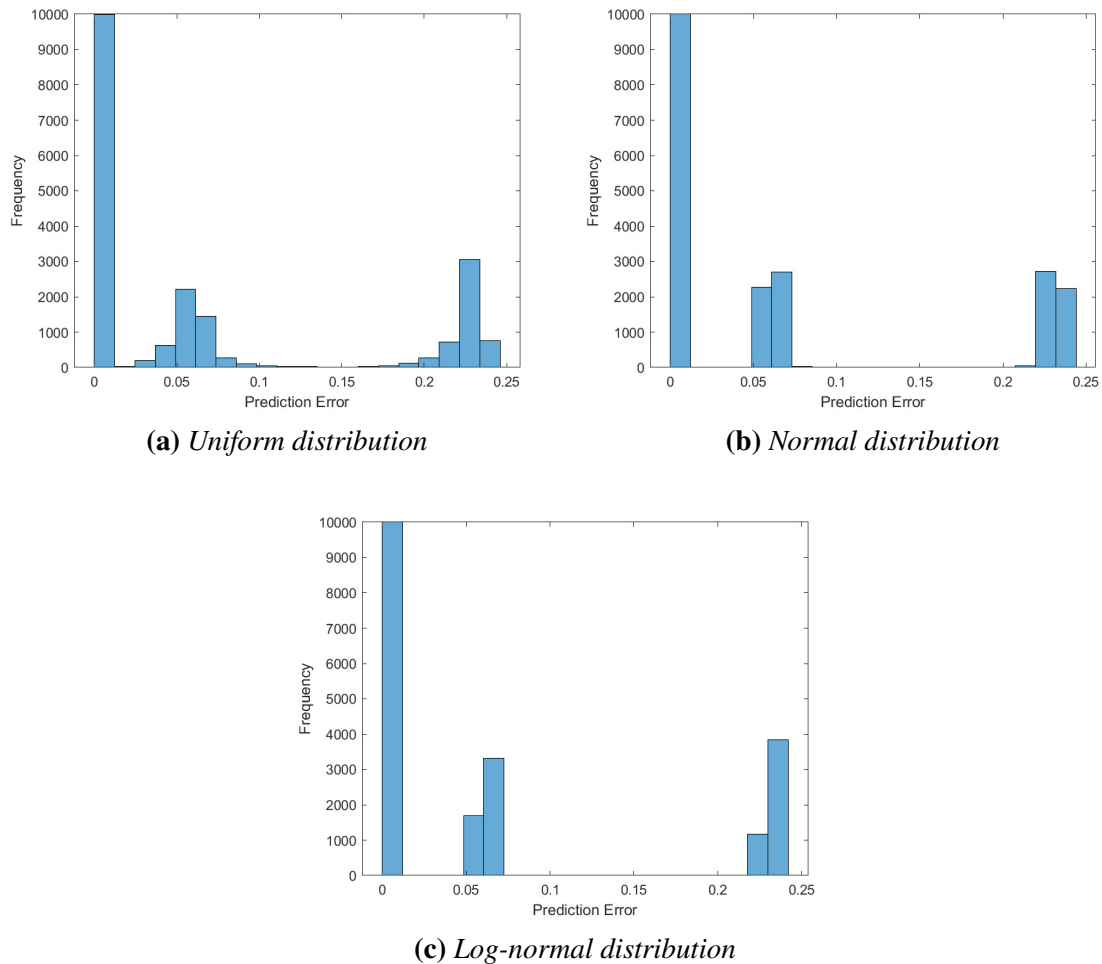 10000
9000
8000
7000
6000
5000
4000
3000
2000
1000
0
Frequency
0 0.05 0.1 0.15 0.2 0.25
Prediction Error
(a) Uniform distribution
10000
9000
8000
7000
6000
5000
4000
3000
2000
1000
0
Frequency
0 0.05 0.1 0.15 0.2 0.25
Prediction Error
(b) Normal distribution
10000
9000
8000
7000
6000
5000
4000
3000
2000
1000
0
Frequency
0 0.05 0.1 0.15 0.2 0.25
Prediction Error
(c) Log-normal distribution